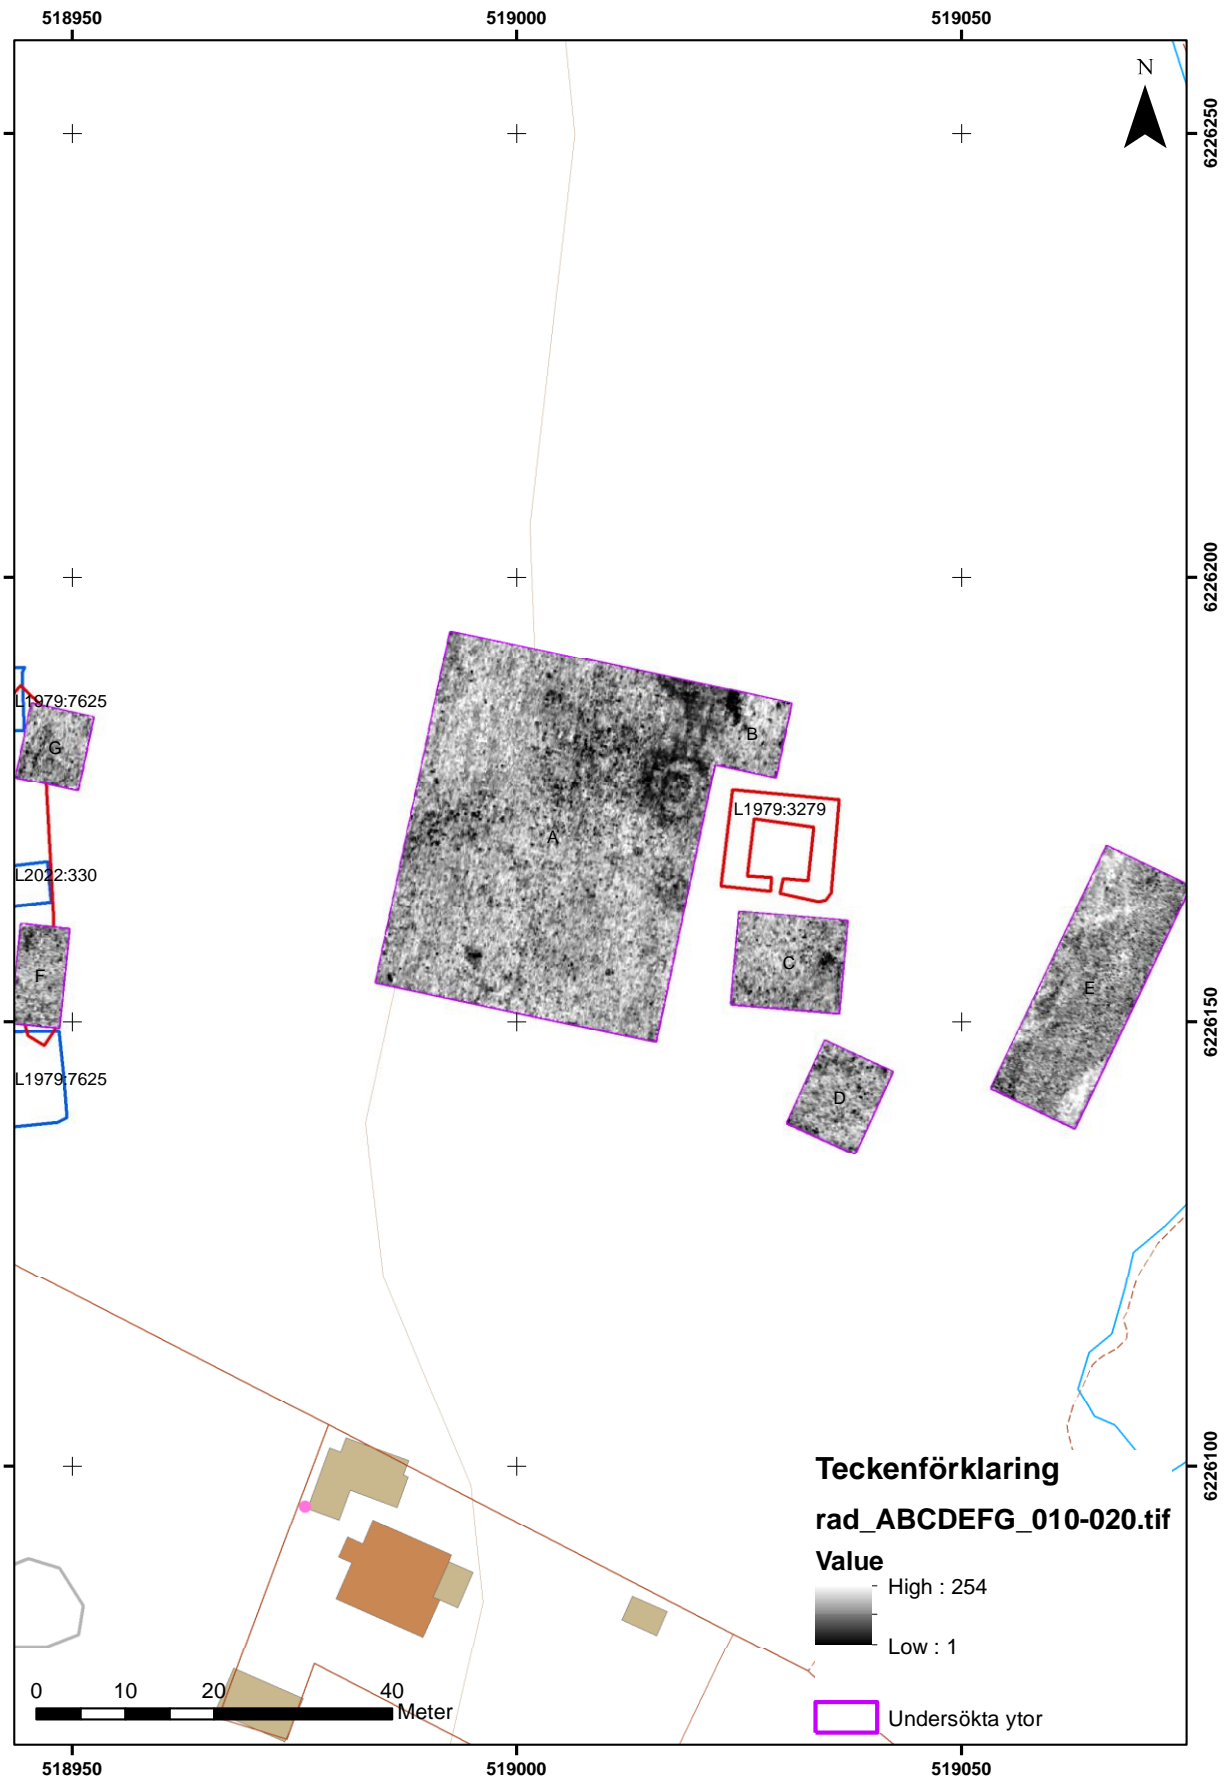 518950 519000 519050
N
6226250
6226200
L1979:7625
B
G
L1979:3279
A
L2022:330
C
F
E
6226150
L1979:7625
D
6226100
Teckenförklaring
rad_ABCDEFG_010-020.tif
Value
High : 254
Low : 1
0 10 20 40
Meter
Undersökta ytor
518950 519000 519050